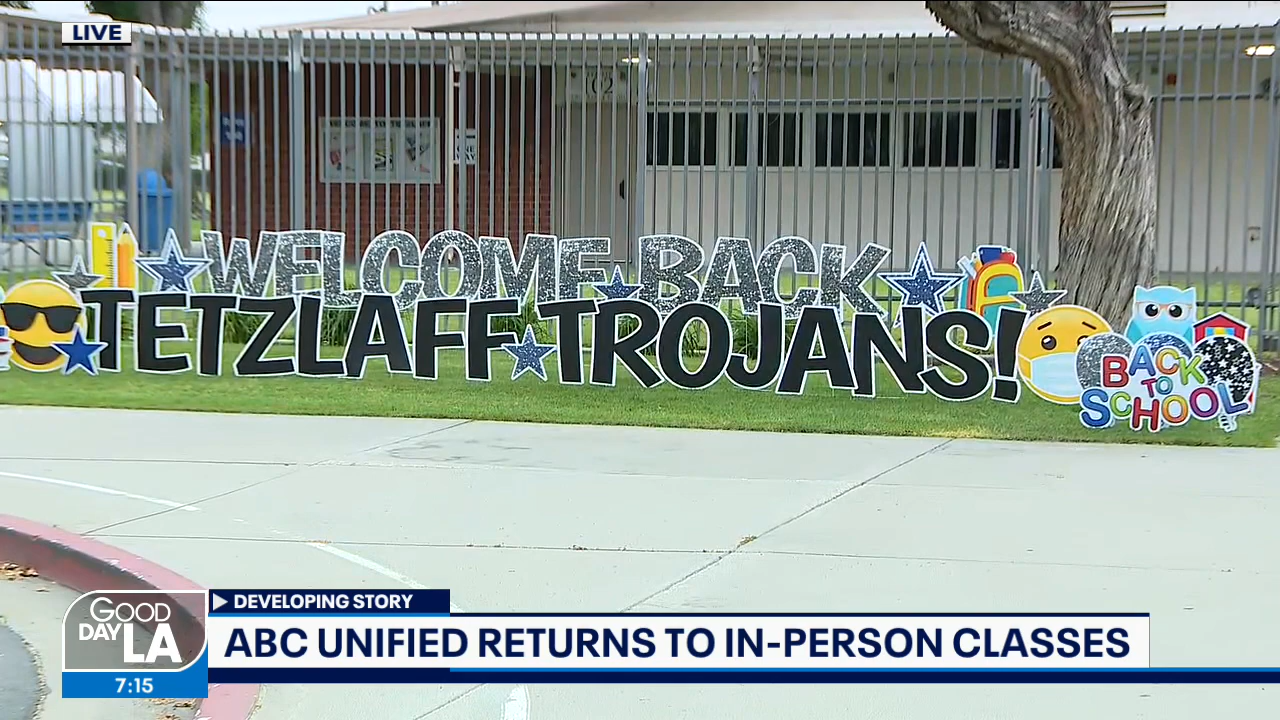 LIVE
102
WELCOME BACK
TETZLAFF TROJANS!
BACK
TO
SCHOOL
DEVELOPING STORY
ABC UNIFIED RETURNS TO IN-PERSON CLASSES
GOOD
DAY LA
7:15